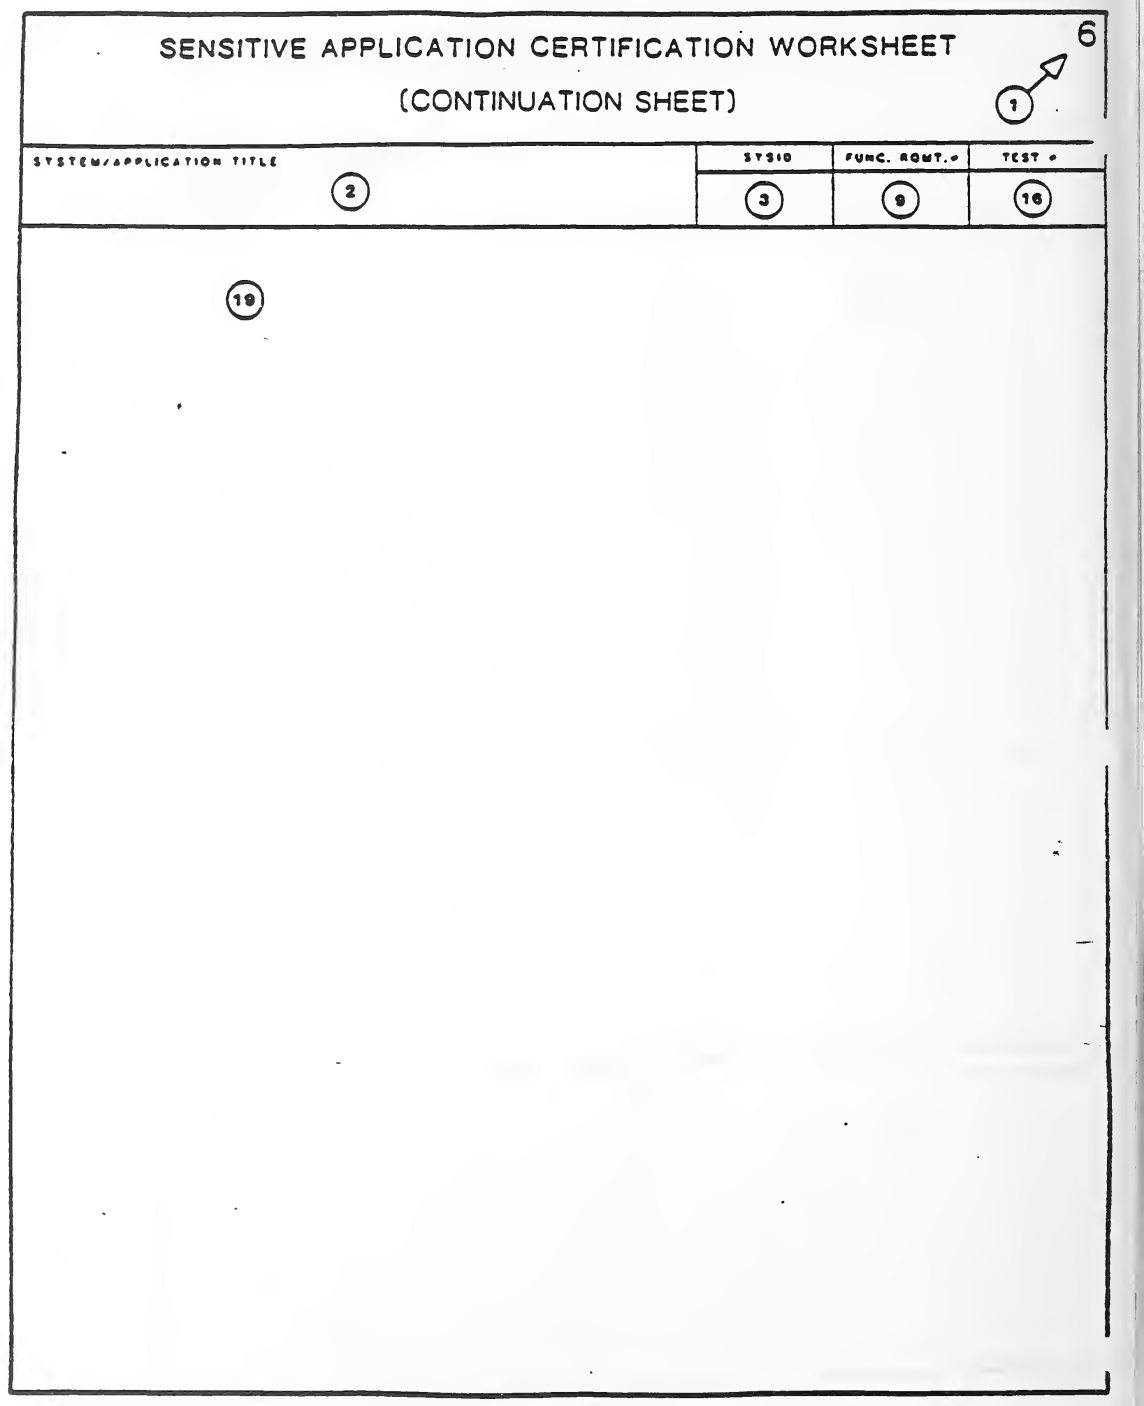 SENSITIVE APPLICATION CERTIFICATION WORKSHEET
6
(CONTINUATION SHEET)
1
SYSTEM/APPLICATION TITLE
SYSID
FUNC. RQMT.#
TEST #
2
3
9
16
19